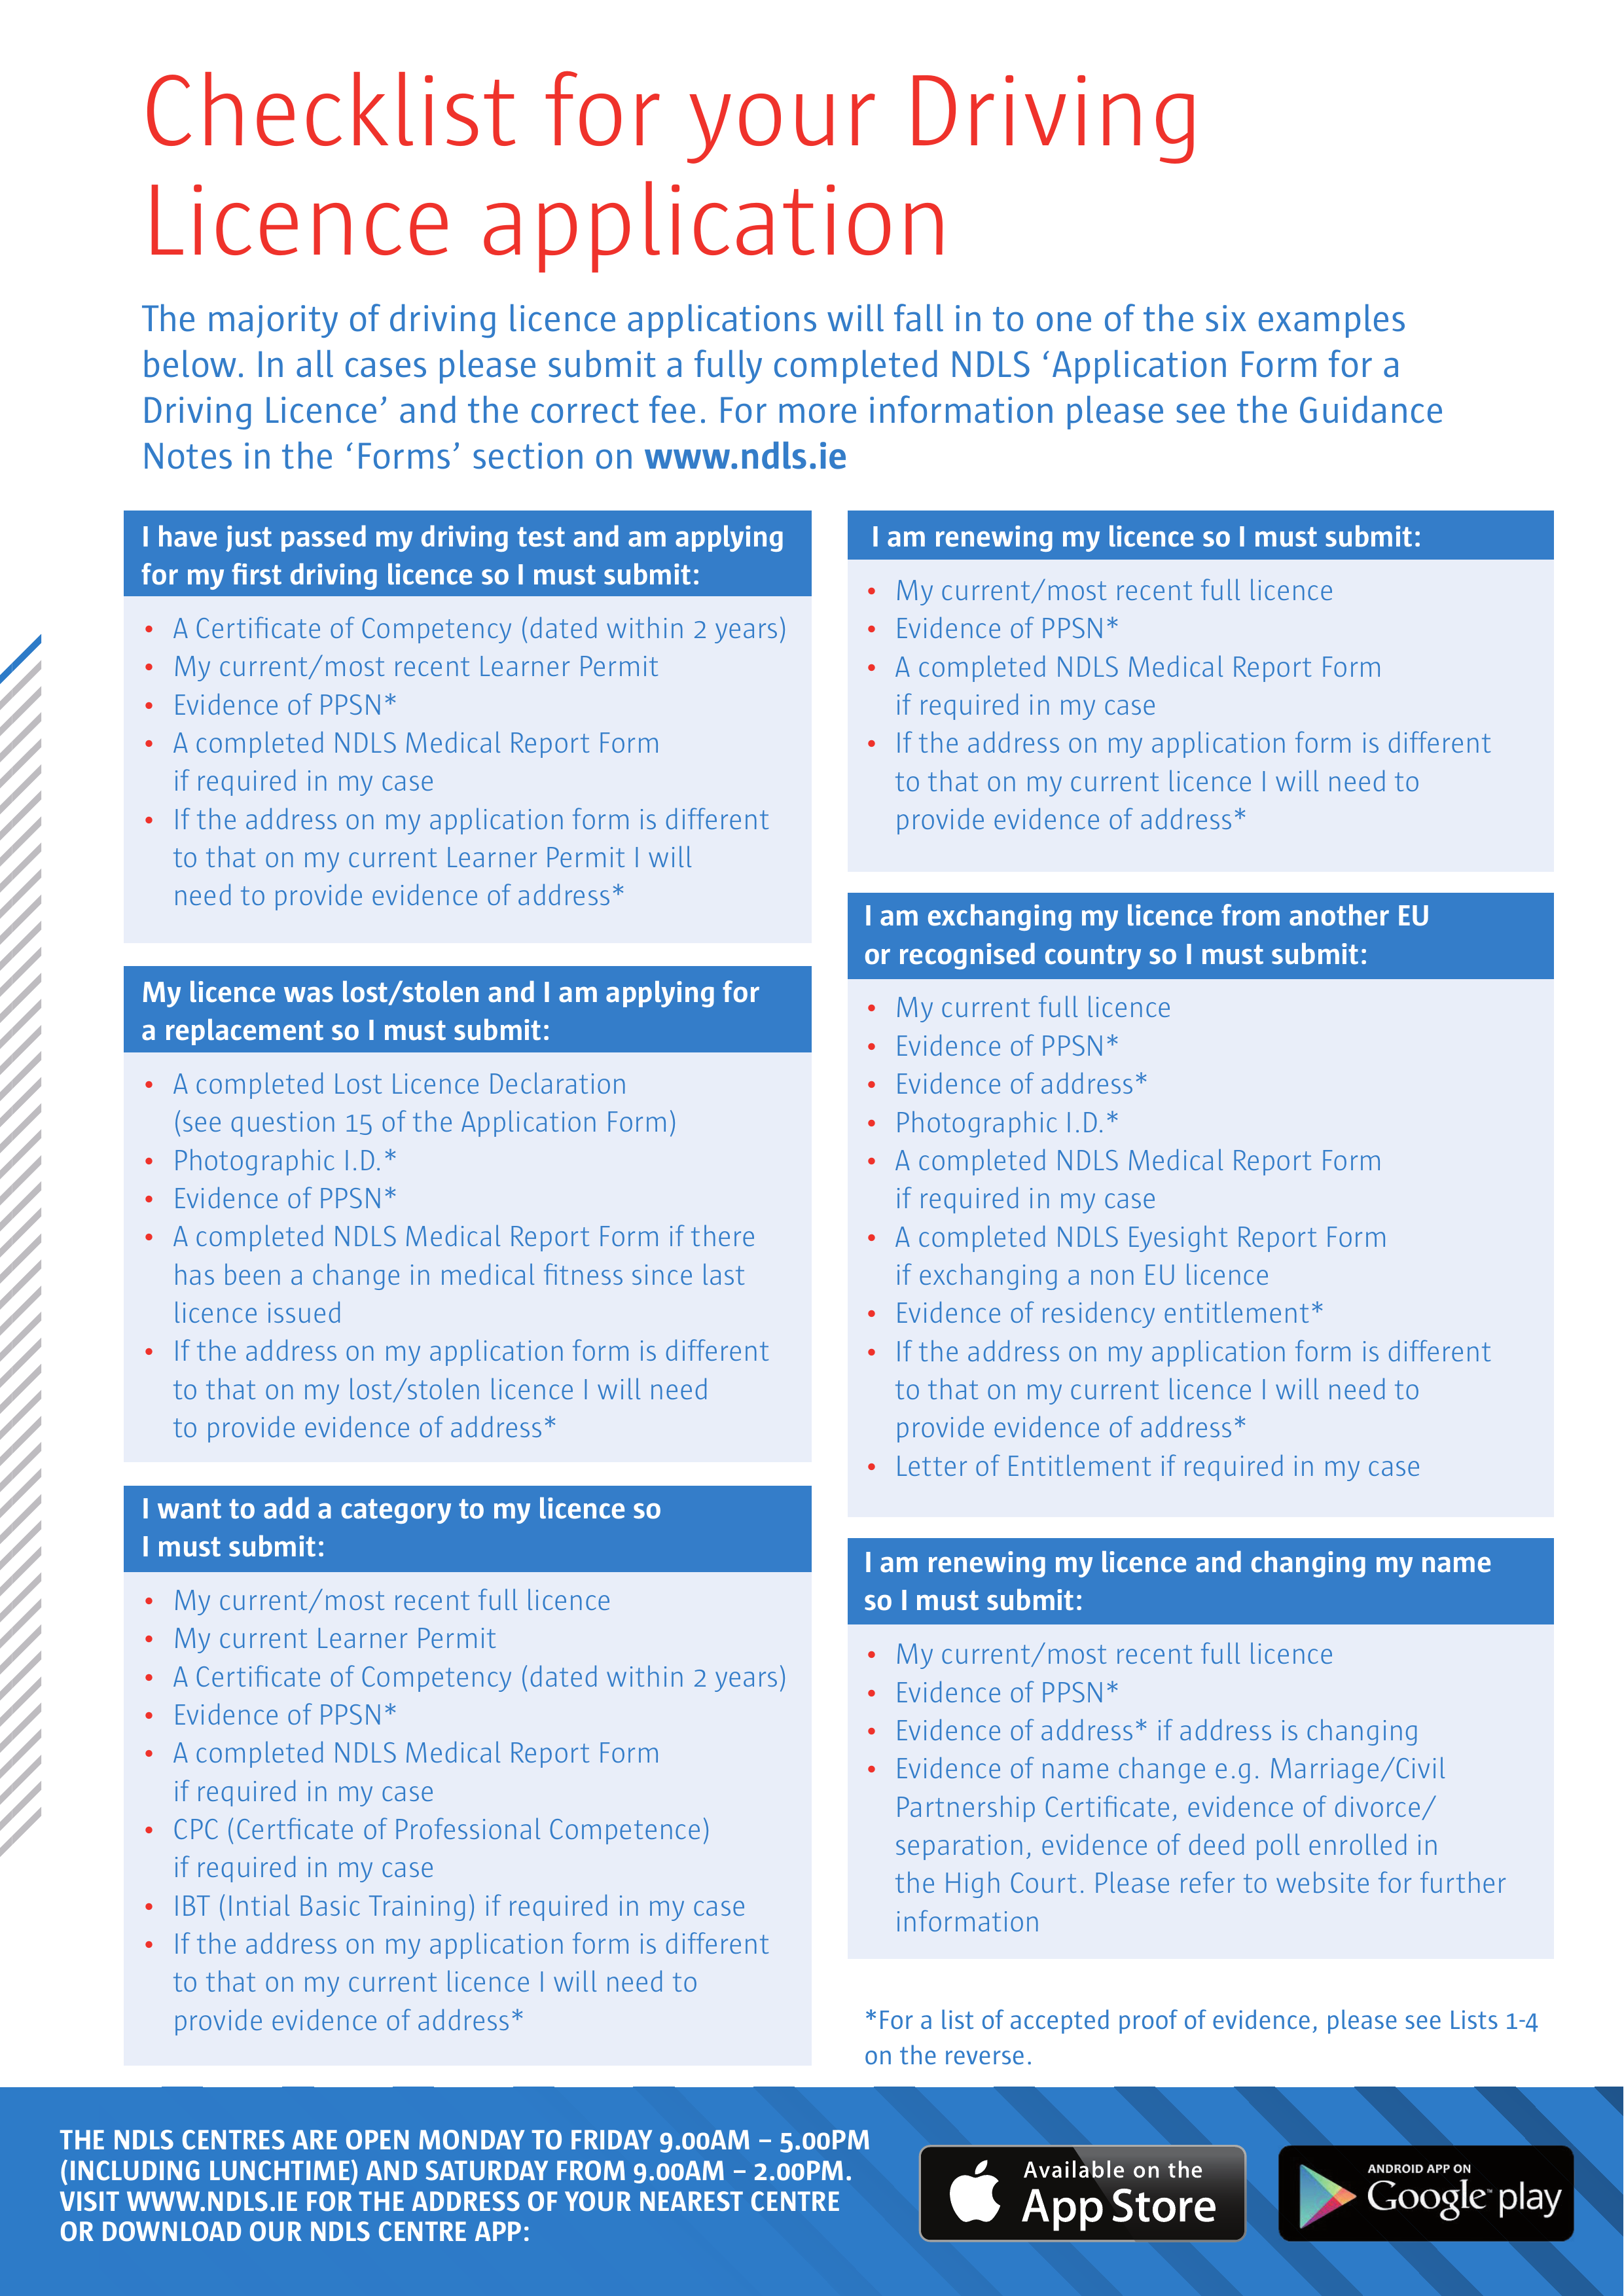 Checklist for your Driving
Licence application
The majority of driving licence applications will fall in to one of the six examples
below. In all cases please submit a fully completed NDLS ‘Application Form for a
Driving Licence’ and the correct fee. For more information please see the Guidance
Notes in the ‘Forms’ section on www.ndls.ie
I have just passed my driving test and am applying
for my first driving licence so I must submit:
• A Certificate of Competency (dated within 2 years)
• My current/most recent Learner Permit
• Evidence of PPSN*
• A completed NDLS Medical Report Form
if required in my case
• If the address on my application form is different
to that on my current Learner Permit I will
need to provide evidence of address*
My licence was lost/stolen and I am applying for
a replacement so I must submit:
• A completed Lost Licence Declaration
(see question 15 of the Application Form)
• Photographic I.D.*
• Evidence of PPSN*
• A completed NDLS Medical Report Form if there
has been a change in medical fitness since last
licence issued
• If the address on my application form is different
to that on my lost/stolen licence I will need
to provide evidence of address*
I want to add a category to my licence so
I must submit:
• My current/most recent full licence
• My current Learner Permit
• A Certificate of Competency (dated within 2 years)
• Evidence of PPSN*
• A completed NDLS Medical Report Form
if required in my case
• CPC (Certficate of Professional Competence)
if required in my case
• IBT (Intial Basic Training) if required in my case
• If the address on my application form is different
to that on my current licence I will need to
provide evidence of address*
I am renewing my licence so I must submit:
• My current/most recent full licence
• Evidence of PPSN*
• A completed NDLS Medical Report Form
if required in my case
• If the address on my application form is different
to that on my current licence I will need to
provide evidence of address*
I am exchanging my licence from another EU
or recognised country so I must submit:
• My current full licence
• Evidence of PPSN*
• Evidence of address*
• Photographic I.D.*
• A completed NDLS Medical Report Form
if required in my case
• A completed NDLS Eyesight Report Form
if exchanging a non EU licence
• Evidence of residency entitlement*
• If the address on my application form is different
to that on my current licence I will need to
provide evidence of address*
• Letter of Entitlement if required in my case
I am renewing my licence and changing my name
so I must submit:
• My current/most recent full licence
• Evidence of PPSN*
• Evidence of address* if address is changing
• Evidence of name change e.g. Marriage/Civil
Partnership Certificate, evidence of divorce/
separation, evidence of deed poll enrolled in
the High Court. Please refer to website for further
information
*For a list of accepted proof of evidence, please see Lists 1-4
on the reverse.
THE NDLS CENTRES ARE OPEN MONDAY TO FRIDAY 9.00AM – 5.00PM
(INCLUDING LUNCHTIME) AND SATURDAY FROM 9.00AM – 2.00PM.
VISIT WWW.NDLS.IE FOR THE ADDRESS OF YOUR NEAREST CENTRE
OR DOWNLOAD OUR NDLS CENTRE APP:
Available on the
App Store
ANDROID APP ON
Google play